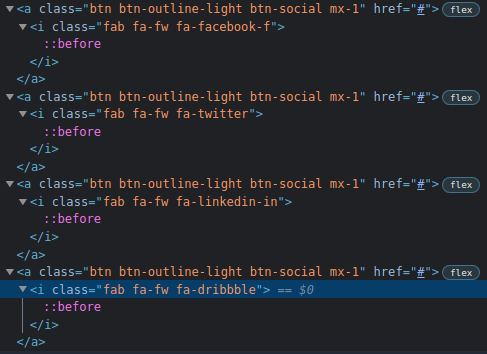 <a class="btn btn-outline-light btn-social mx-1" href="#"> flex
<i class="fab fa-fw fa-facebook-f">
::before
</i>
</a>
<a class="btn btn-outline-light btn-social mx-1" href="#"> flex
<i class="fab fa-fw fa-twitter">
::before
</i>
</a>
<a class="btn btn-outline-light btn-social mx-1" href="#"> flex
<i class="fab fa-fw fa-linkedin-in">
::before
</i>
</a>
<a class="btn btn-outline-light btn-social mx-1" href="#"> flex
<i class="fab fa-fw fa-dribbble"> == $0
::before
</i>
</a>